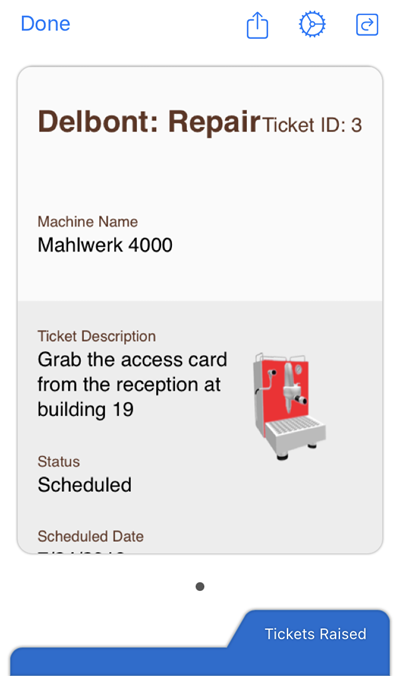 Done
Delbont: Repair Ticket ID: 3
Machine Name
Mahlwerk 4000
Ticket Description
Grab the access card
from the reception at
building 19
Status
Scheduled
Scheduled Date
Tickets Raised